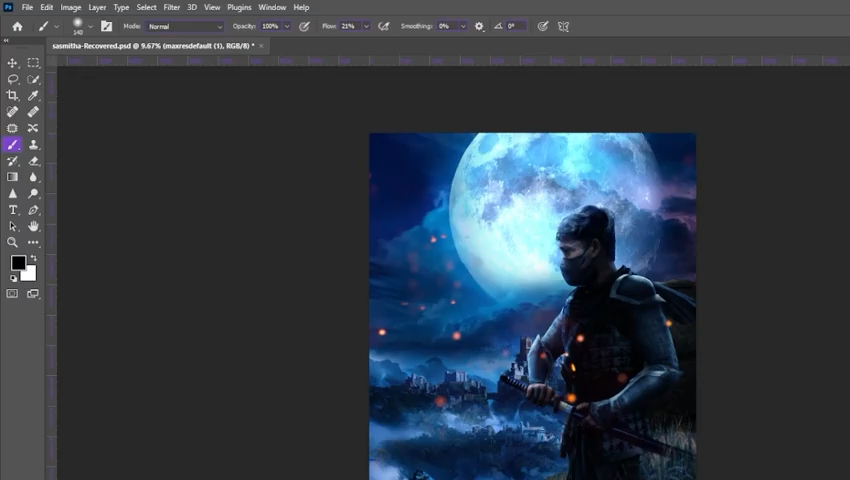 Ps File Edit Image Layer Type Select Filter 3D View Plugins Window Help
140 Mode: Normal Opacity: 100% Flow: 21% Smoothing: 0% 0°
sasmitha-Recovered.psd @ 9.67% (maxresdefault (1), RGB/8) * ×